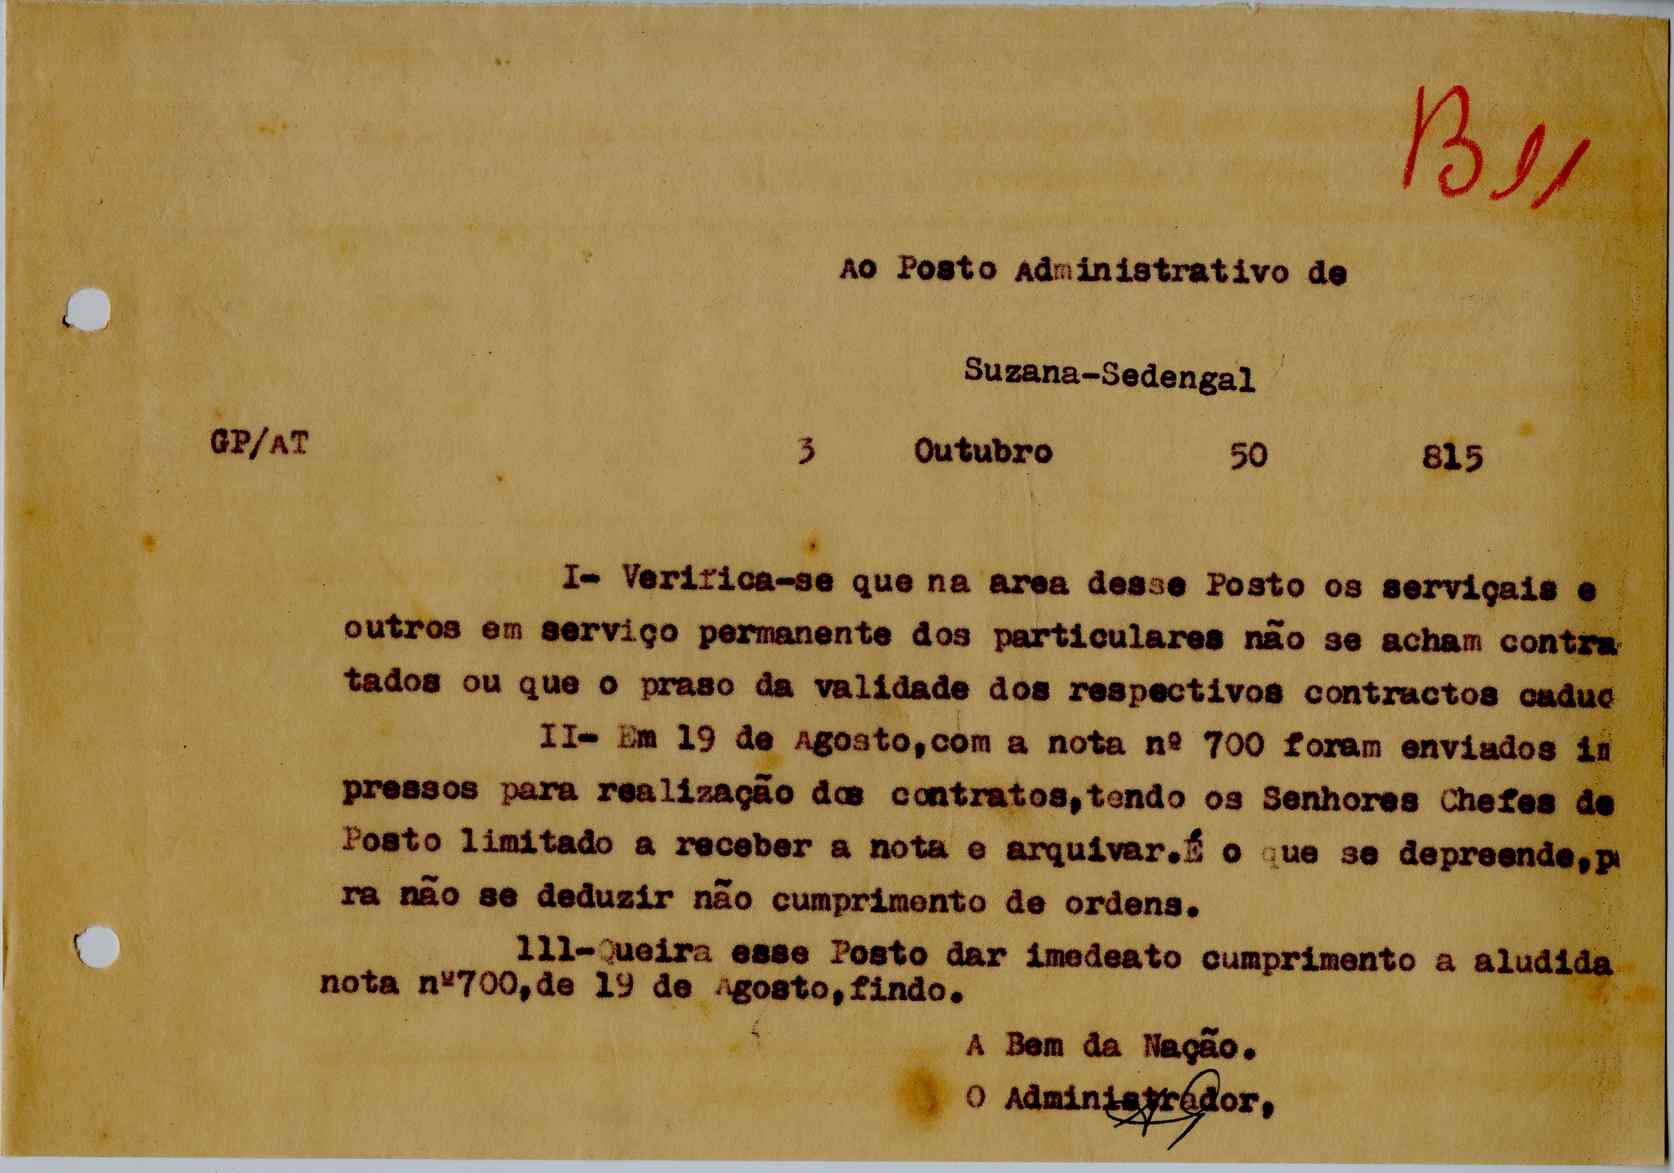 B11
Ao Posto Administrativo de
Suzana-Sedengal
GP/AT 3 Outubro 50 815
I- Verifica-se que na area desse Posto os serviçais e
outros em serviço permanente dos particulares não se acham contra
tados ou que o praso da validade dos respectivos contractos caduc
II- Em 19 de Agosto,com a nota nº 700 foram enviados im
pressos para realização dos contratos,tendo os Senhores Chefes de
Posto limitado a receber a nota e arquivar.É o que se depreende,pa
ra não se deduzir não cumprimento de ordens.
lll-Queira esse Posto dar imedeato cumprimento a aludida
nota nº700,de 19 de Agosto,findo.
A Bem da Nação.
O Administrador,